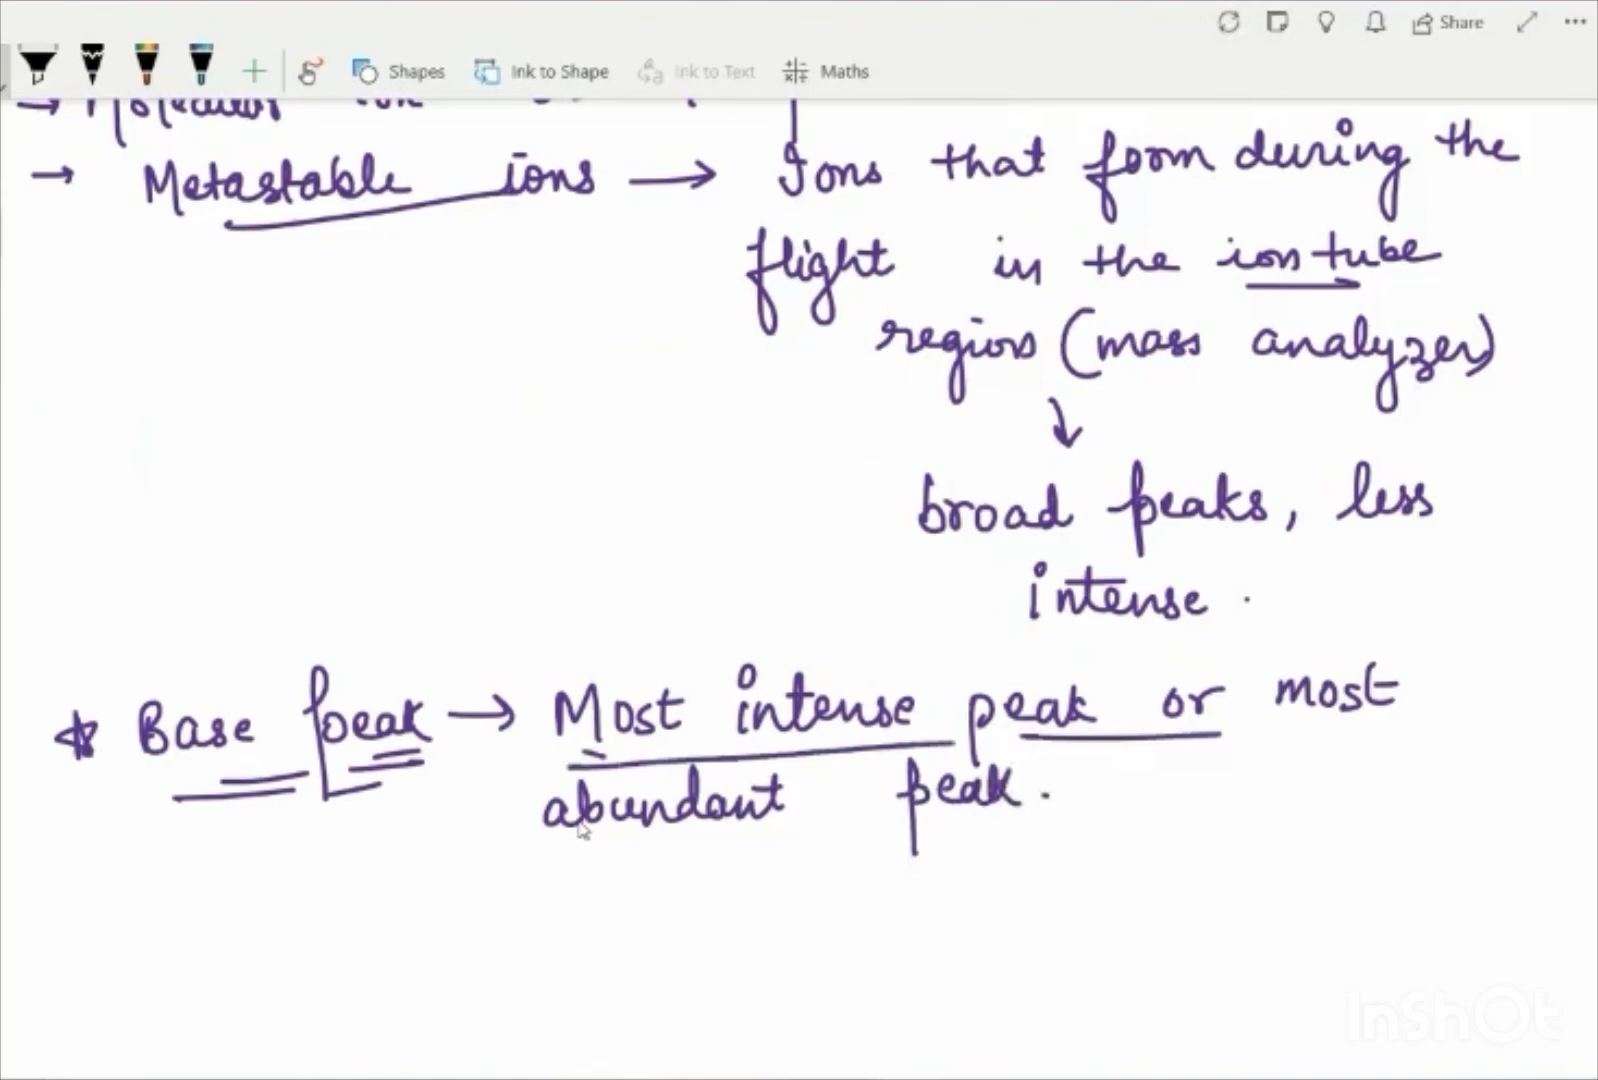 Share
Shapes
Ink to Shape
Ink to Text
Maths
→ Molecular ion
→ Metastable ions → Ions that form during the
flight in the ion tube
region (mass analyzer)
↓
broad peaks, less
intense.
* Base peak → Most intense peak or most
abundant peak.
InShOt